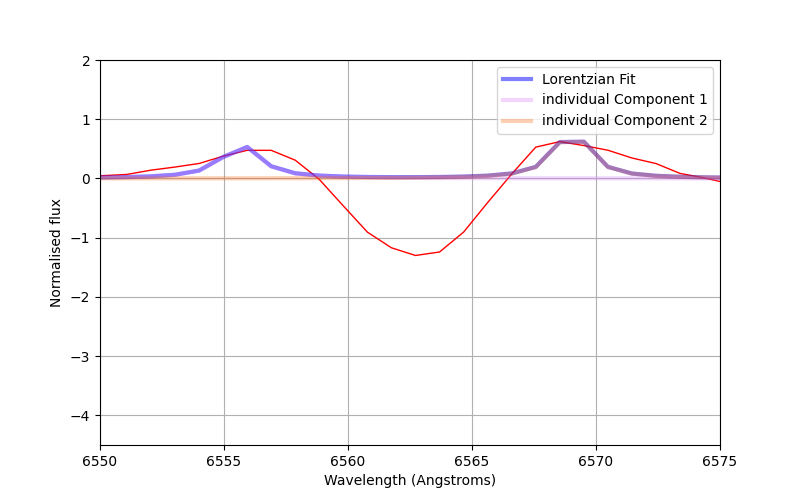 Lorentzian Fit
individual Component 1
individual Component 2
2
1
0
−1
−2
−3
−4
Normalised flux
6550 6555 6560 6565 6570 6575
Wavelength (Angstroms)